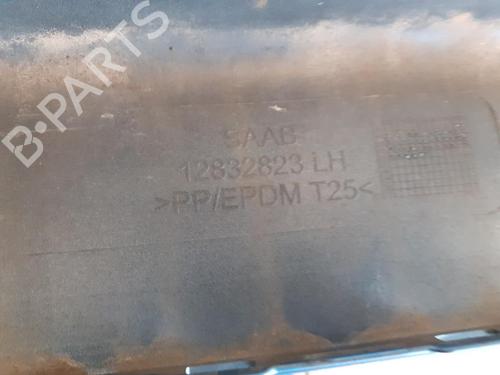 B-PARTS
SAAB
12832823 LH
>PP/EPDM T25<